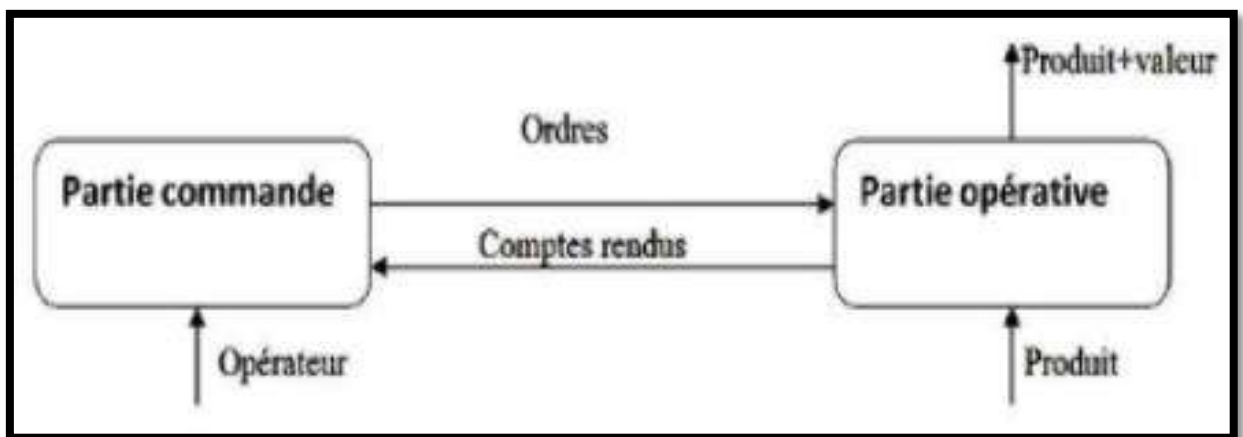 Produit+valeur
Ordres
Partie commande
Partie opérative
Comptes rendus
Opérateur
Produit